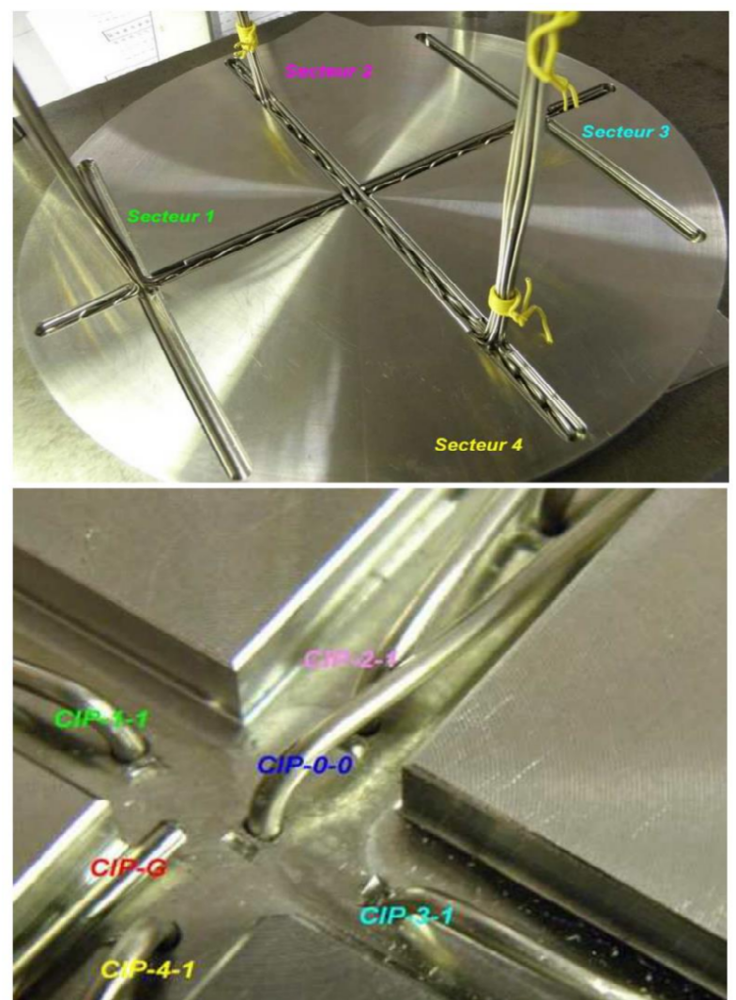 Secteur 2
Secteur 3
Secteur 1
Secteur 4
CIP-2-1
CIP-1-1
CIP-0-0
CIP-G
CIP-3-1
CIP-4-1